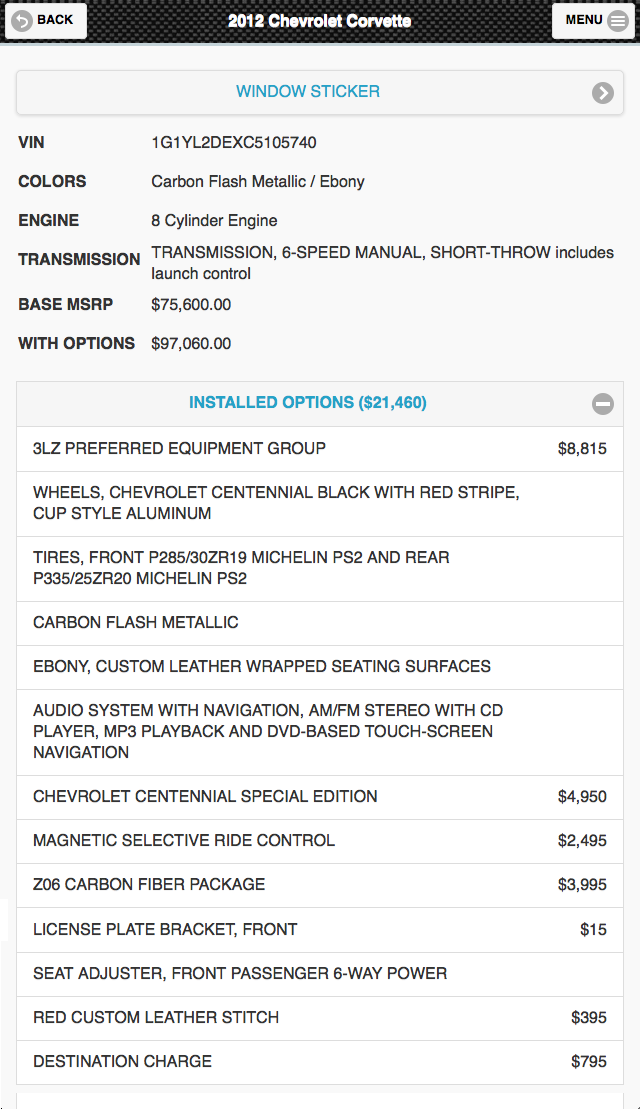 BACK
2012 Chevrolet Corvette
MENU
WINDOW STICKER
VIN 1G1YL2DEXC5105740
COLORS Carbon Flash Metallic / Ebony
ENGINE 8 Cylinder Engine
TRANSMISSION TRANSMISSION, 6-SPEED MANUAL, SHORT-THROW includes
launch control
BASE MSRP $75,600.00
WITH OPTIONS $97,060.00
INSTALLED OPTIONS ($21,460)
3LZ PREFERRED EQUIPMENT GROUP $8,815
WHEELS, CHEVROLET CENTENNIAL BLACK WITH RED STRIPE,
CUP STYLE ALUMINUM
TIRES, FRONT P285/30ZR19 MICHELIN PS2 AND REAR
P335/25ZR20 MICHELIN PS2
CARBON FLASH METALLIC
EBONY, CUSTOM LEATHER WRAPPED SEATING SURFACES
AUDIO SYSTEM WITH NAVIGATION, AM/FM STEREO WITH CD
PLAYER, MP3 PLAYBACK AND DVD-BASED TOUCH-SCREEN
NAVIGATION
CHEVROLET CENTENNIAL SPECIAL EDITION $4,950
MAGNETIC SELECTIVE RIDE CONTROL $2,495
Z06 CARBON FIBER PACKAGE $3,995
LICENSE PLATE BRACKET, FRONT $15
SEAT ADJUSTER, FRONT PASSENGER 6-WAY POWER
RED CUSTOM LEATHER STITCH $395
DESTINATION CHARGE $795